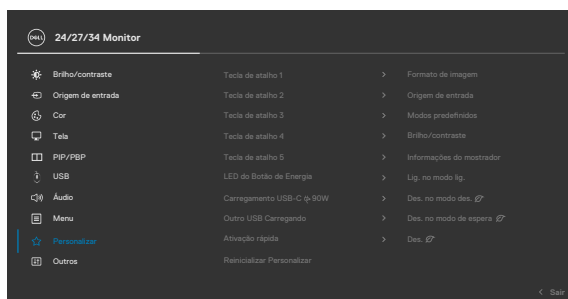 DELL 24/27/34 Monitor
Brilho/contraste Tecla de atalho 1 > Formato de imagem
Origem de entrada Tecla de atalho 2 > Origem de entrada
Cor Tecla de atalho 3 > Modos predefinidos
Tela Tecla de atalho 4 > Brilho/contraste
PIP/PBP Tecla de atalho 5 > Informações do mostrador
USB LED do Botão de Energia > Lig. no modo lig.
Áudio Carregamento USB-C 90W > Des. no modo des.
Menu Outro USB Carregando > Des. no modo de espera
Personalizar Ativação rápida > Des.
Outros Reinicializar Personalizar
< Sair